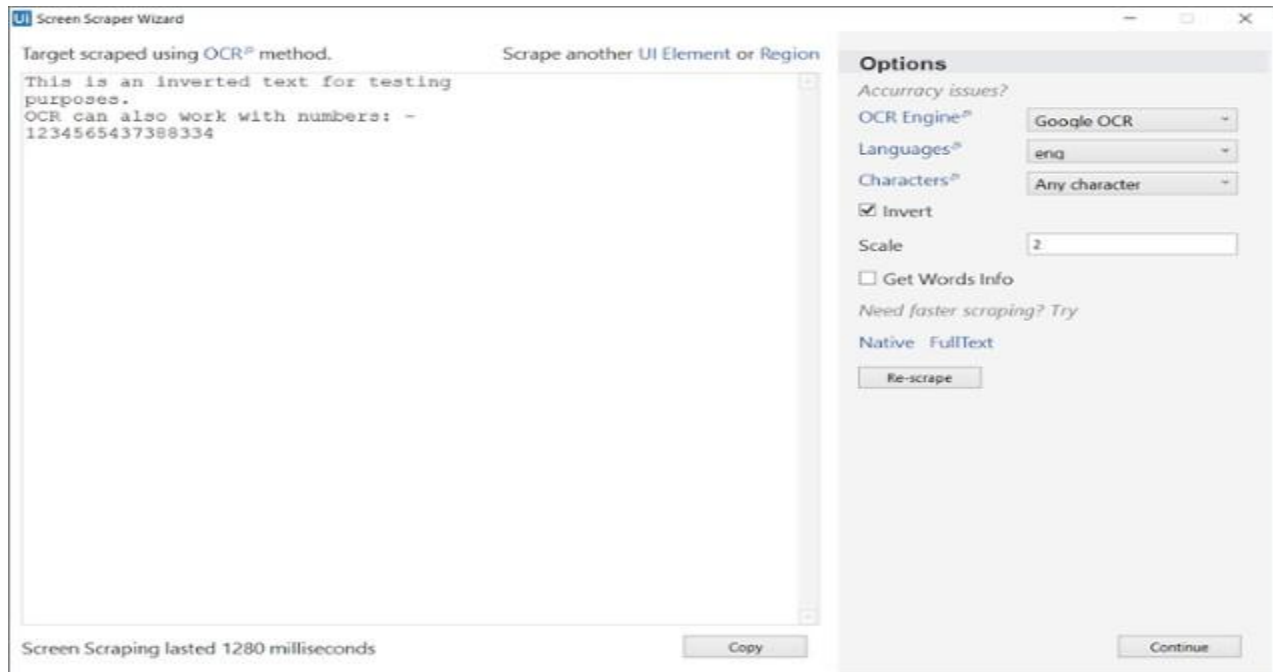 Ui Screen Scraper Wizard
Target scraped using OCR method. Scrape another UI Element or Region
This is an inverted text for testing
purposes.
OCR can also work with numbers: -
1234565437388334
Screen Scraping lasted 1280 milliseconds Copy
Options
Accurracy issues?
OCR Engine Google OCR
Languages eng
Characters Any character
Invert
Scale 2
Get Words Info
Need faster scraping? Try
Native FullText
Re-scrape
Continue